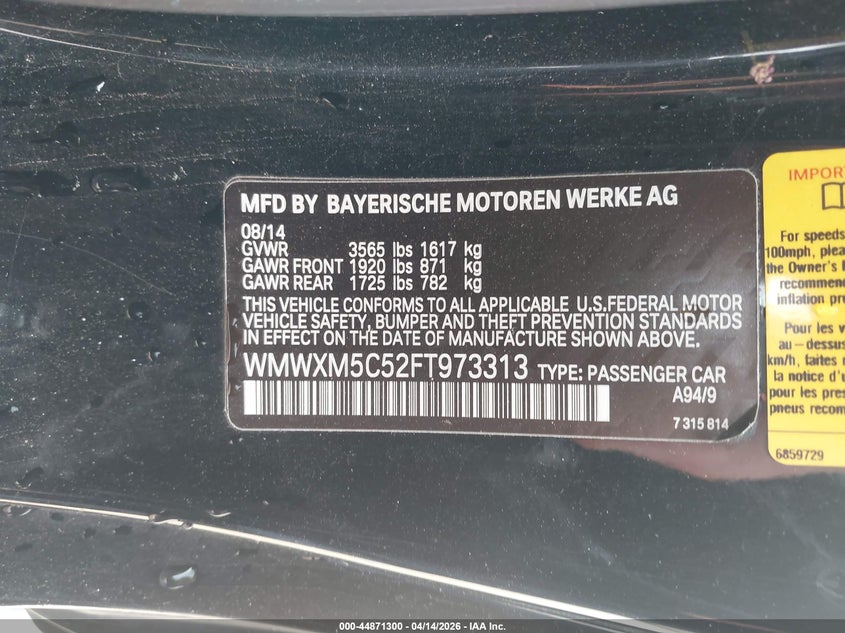 MFD BY BAYERISCHE MOTOREN WERKE AG
08/14
GVWR 3565 lbs 1617 kg
GAWR FRONT 1920 lbs 871 kg
GAWR REAR 1725 lbs 782 kg
THIS VEHICLE CONFORMS TO ALL APPLICABLE U.S.FEDERAL MOTOR
VEHICLE SAFETY, BUMPER AND THEFT PREVENTION STANDARDS
IN EFFECT ON THE DATE OF MANUFACTURE SHOWN ABOVE.
WMWXM5C52FT973313 TYPE: PASSENGER CAR
A94/9
7 315 814
IMPOR
For speeds
100mph, plea
the Owner's
recommen
inflation pre
Pour les v
au – dessus
km/h, faites
la notice d'u
pour les pres
pneus recom
6859729
000-44871300 - 04/14/2026 - IAA Inc.